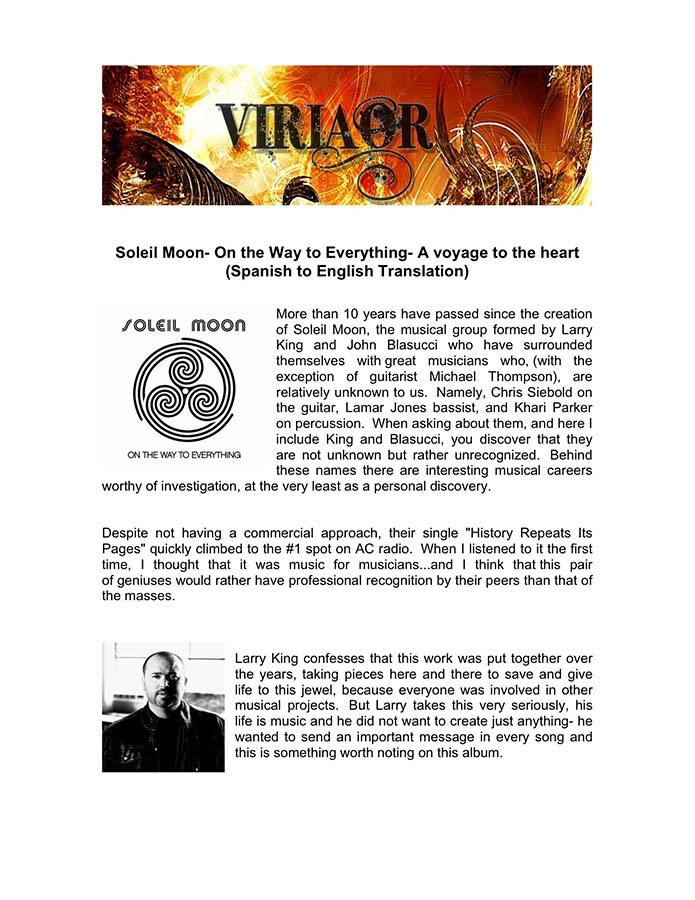 VIRIAOR
Soleil Moon- On the Way to Everything- A voyage to the heart
(Spanish to English Translation)
SOLEIL MOON
ON THE WAY TO EVERYTHING
More than 10 years have passed since the creation
of Soleil Moon, the musical group formed by Larry
King and John Blasucci who have surrounded
themselves with great musicians who, (with the
exception of guitarist Michael Thompson), are
relatively unknown to us. Namely, Chris Siebold on
the guitar, Lamar Jones bassist, and Khari Parker
on percussion. When asking about them, and here I
include King and Blasucci, you discover that they
are not unknown but rather unrecognized. Behind
these names there are interesting musical careers
worthy of investigation, at the very least as a personal discovery.
Despite not having a commercial approach, their single "History Repeats Its
Pages" quickly climbed to the #1 spot on AC radio. When I listened to it the first
time, I thought that it was music for musicians...and I think that this pair
of geniuses would rather have professional recognition by their peers than that of
the masses.
Larry King confesses that this work was put together over
the years, taking pieces here and there to save and give
life to this jewel, because everyone was involved in other
musical projects. But Larry takes this very seriously, his
life is music and he did not want to create just anything- he
wanted to send an important message in every song and
this is something worth noting on this album.